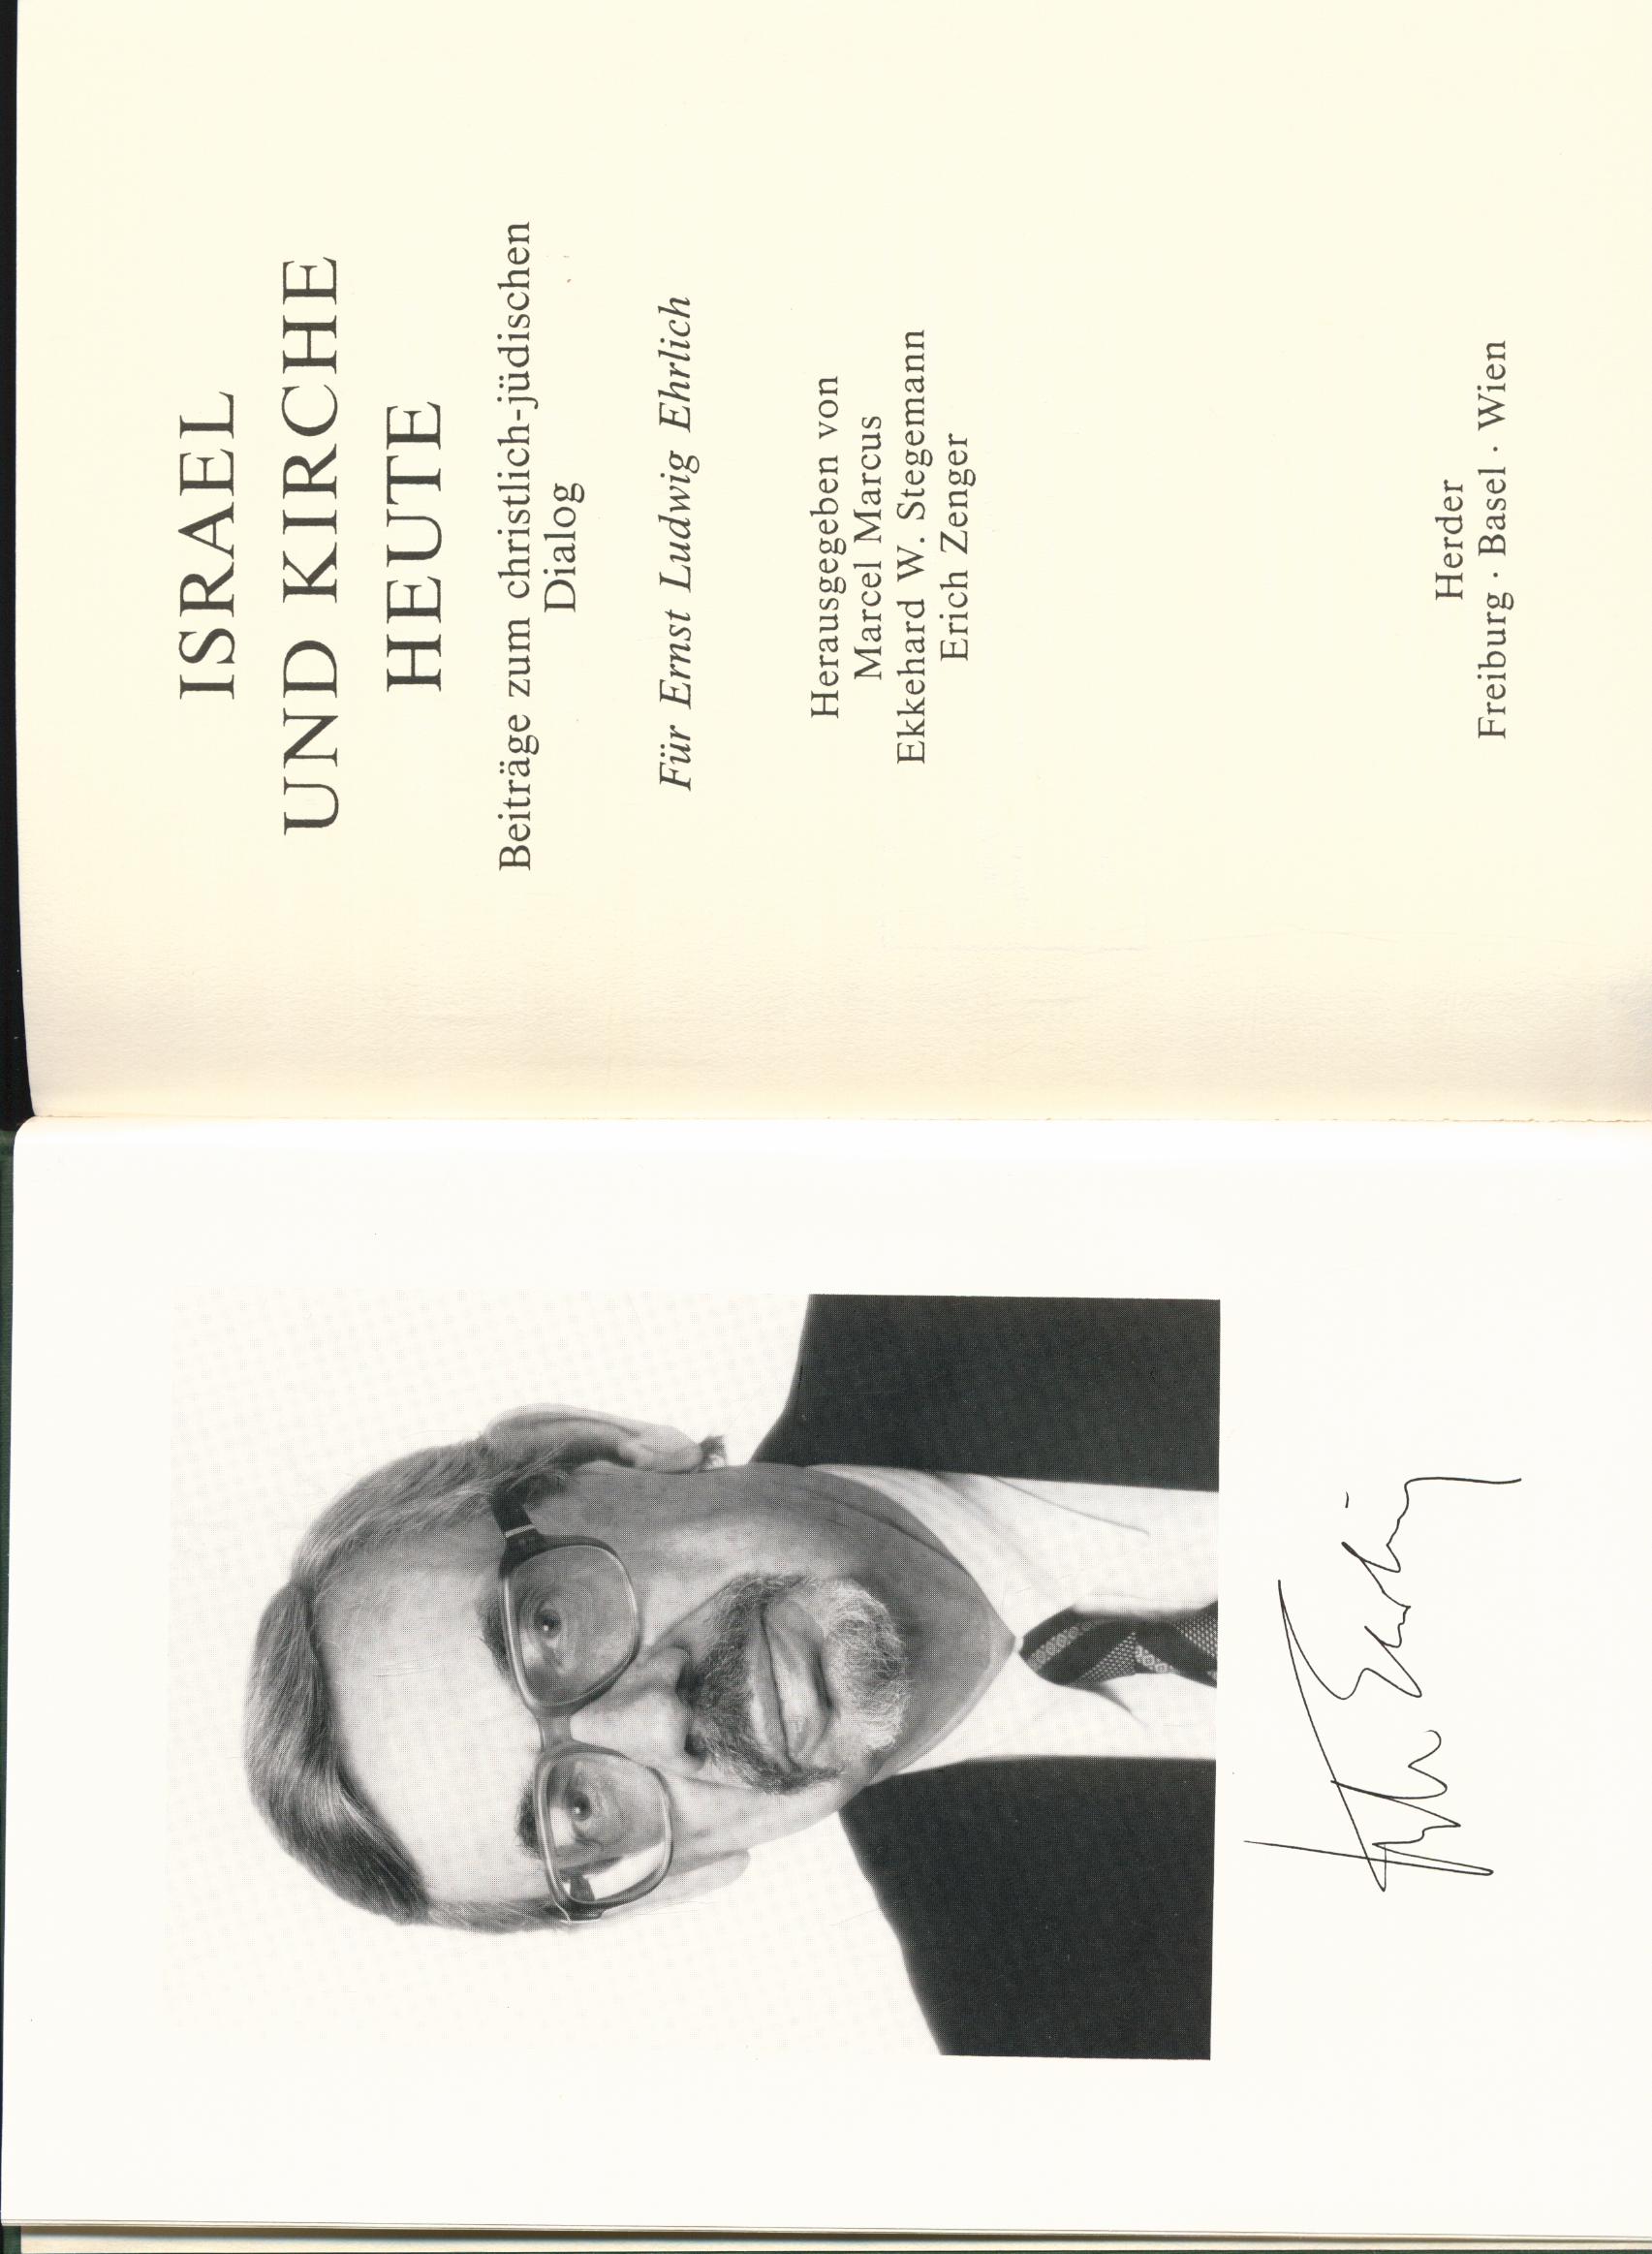 ISRAEL
UND KIRCHE
HEUTE
Beiträge zum christlich-jüdischen
Dialog
Für Ernst Ludwig Ehrlich
Herausgegeben von
Marcel Marcus
Ekkehard W. Stegemann
Erich Zenger
Herder
Freiburg · Basel · Wien